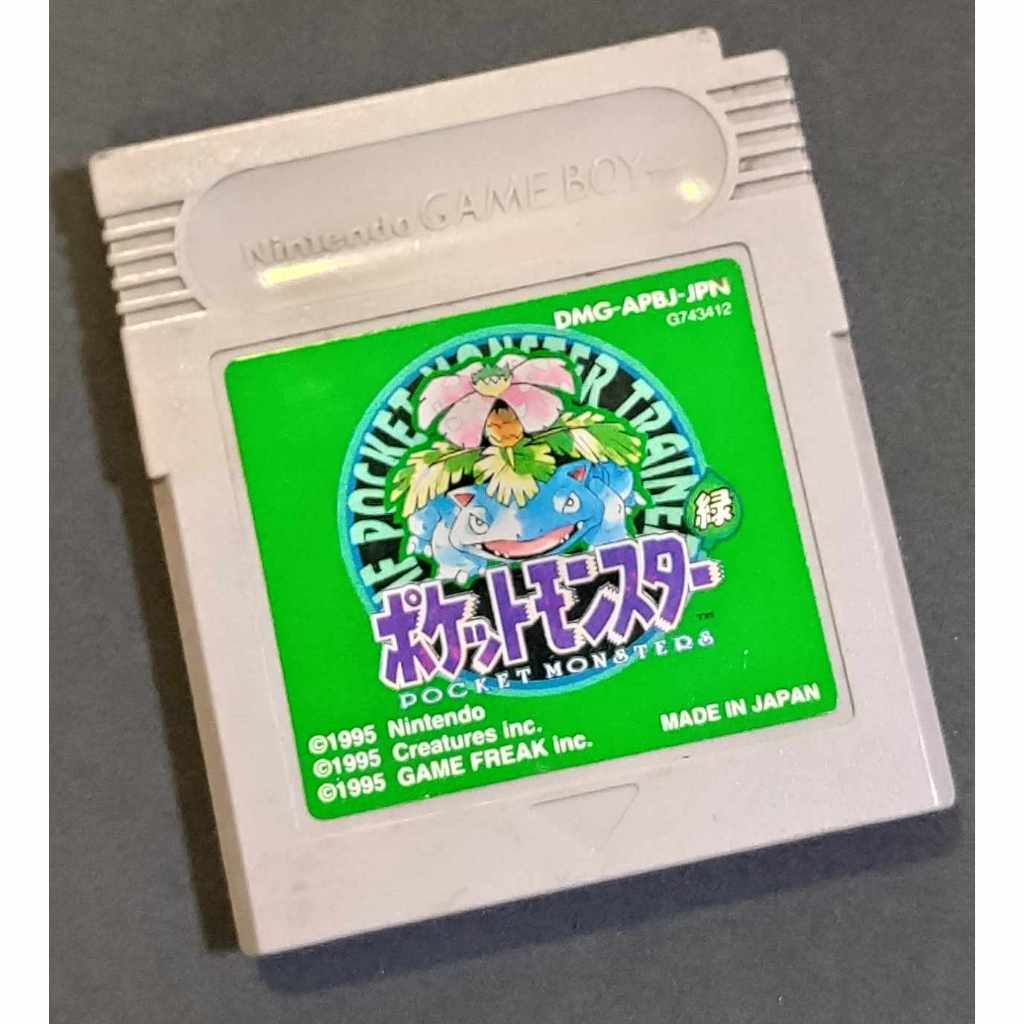 Nintendo GAME BOY
DMG-APBJ-JPN
G743412
POCKET MONSTER TRAINER
緑
ポケットモンスター
™
POCKET MONSTERS
©1995 Nintendo
©1995 Creatures inc.
©1995 GAME FREAK inc.
MADE IN JAPAN